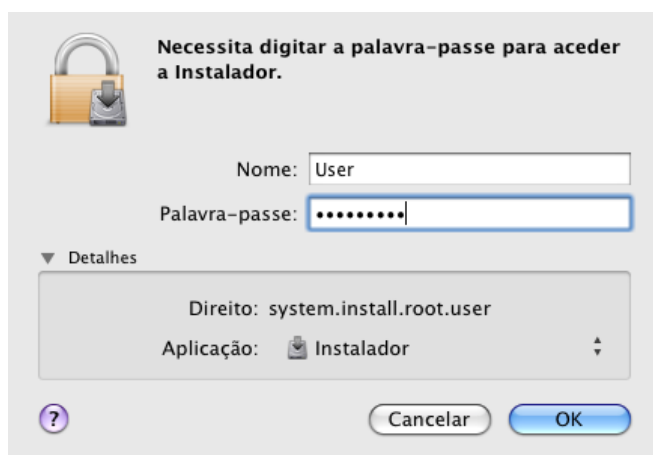 Necessita digitar a palavra-passe para aceder
a Instalador.
Nome: User
Palavra-passe: •••••••••
Detalhes
Direito: system.install.root.user
Aplicação: Instalador
? Cancelar OK